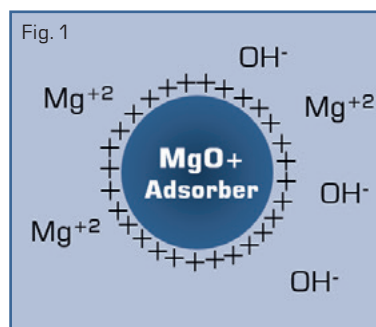 Fig. 1
OH-
Mg+2
Mg+2
MgO+
Adsorber
OH-
Mg+2
OH-